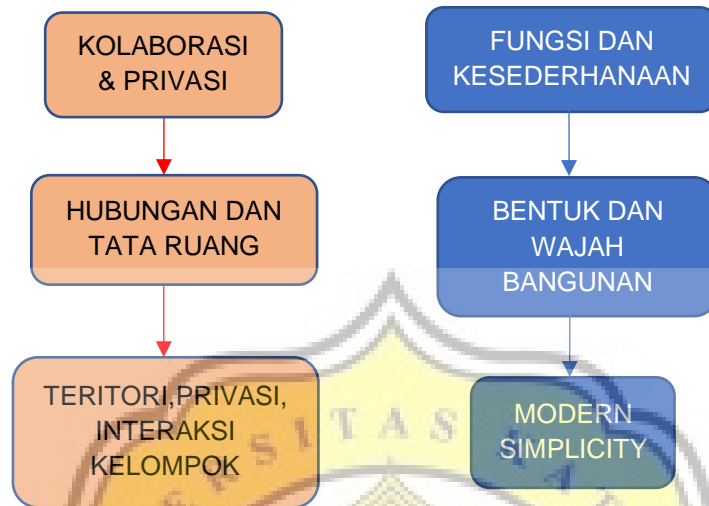 KOLABORASI
& PRIVASI
HUBUNGAN DAN
TATA RUANG
TERITORI,PRIVASI,
INTERAKSI
KELOMPOK
FUNGSI DAN
KESEDERHANAAN
BENTUK DAN
WAJAH
BANGUNAN
MODERN
SIMPLICITY